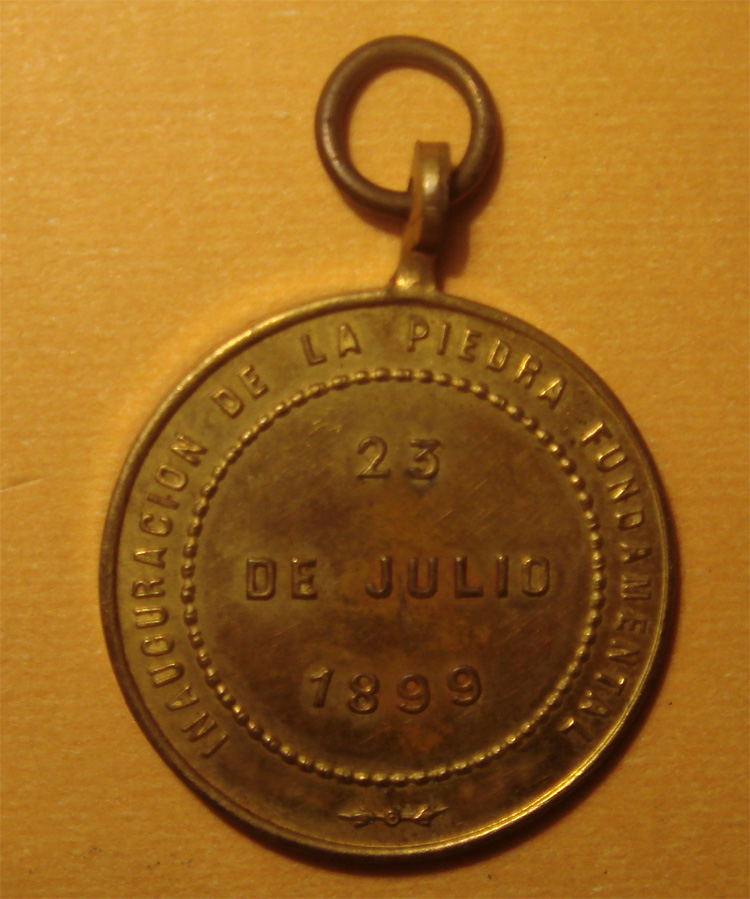 INAUGURACION DE LA PIEDRA FUNDAMENTAL
23
DE JULIO
1899